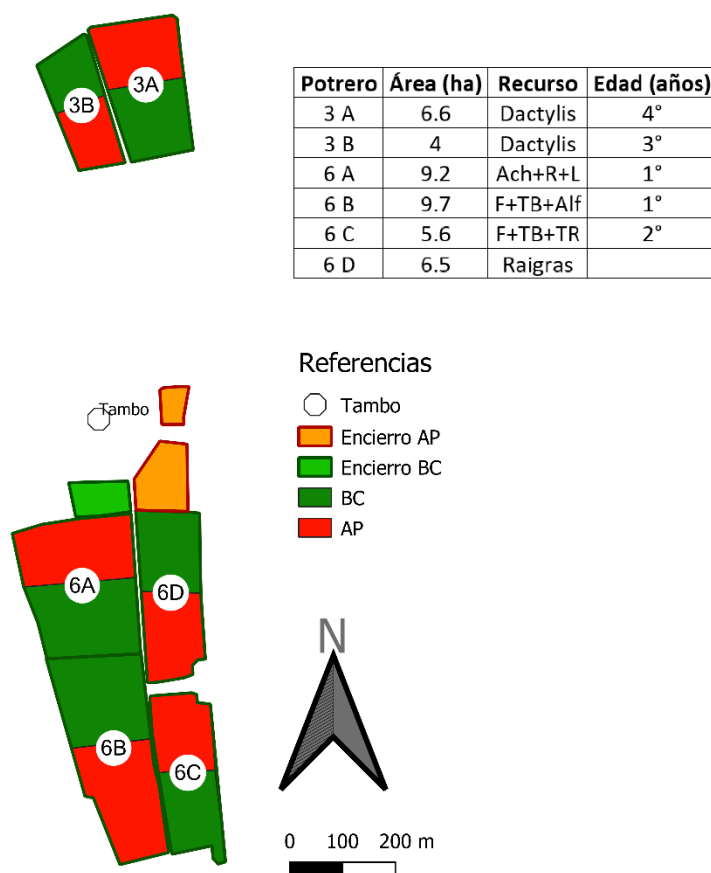 3A
3B
Potrero Área (ha) Recurso Edad (años)
3 A 6.6 Dactylis 4°
3 B 4 Dactylis 3°
6 A 9.2 Ach+R+L 1°
6 B 9.7 F+TB+Alf 1°
6 C 5.6 F+TB+TR 2°
6 D 6.5 Raigras
Referencias
Tambo
Encierro AP
Encierro BC
BC
AP
Tambo
6A
6D
6B
6C
N
0 100 200 m